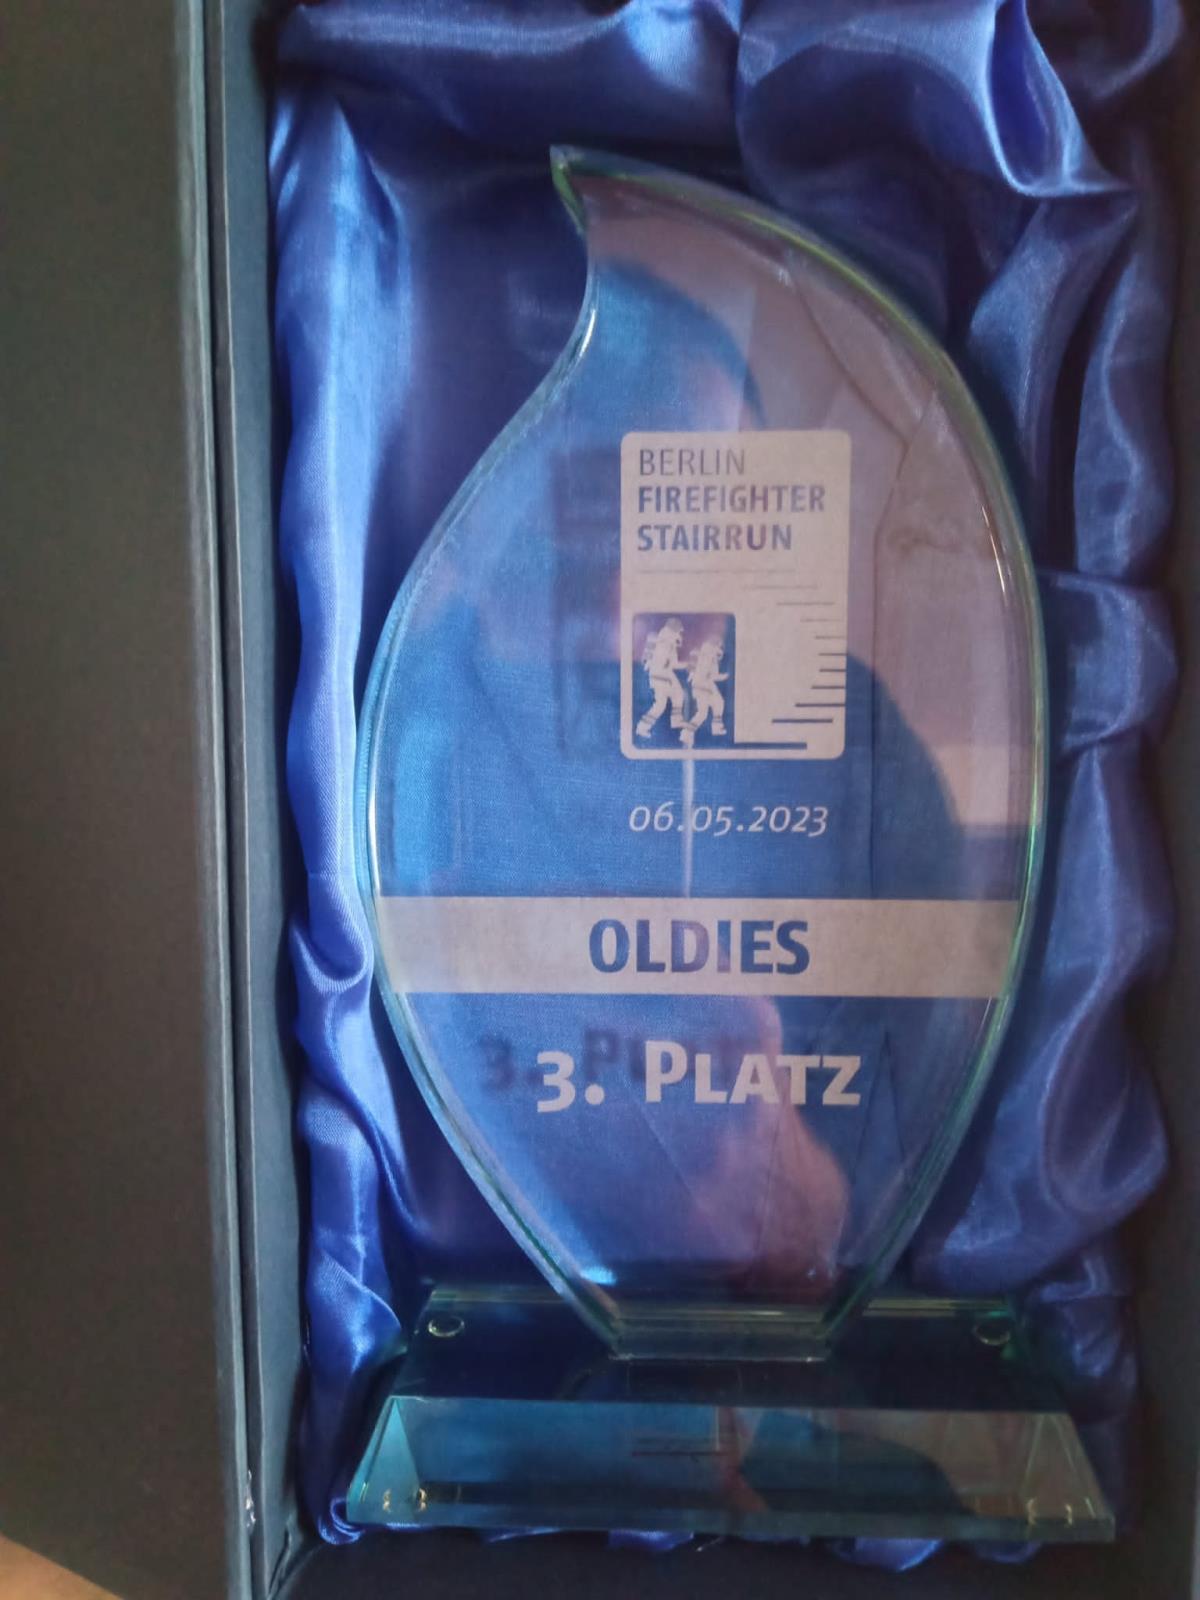 BERLIN
FIREFIGHTER
STAIRRUN
06.05.2023
OLDIES
3. PLATZ